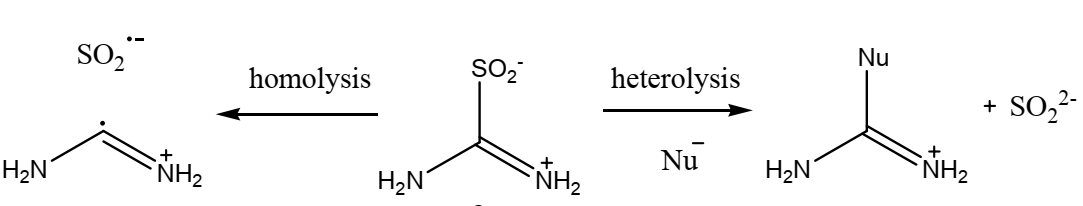 SO₂•-
homolysis
H₂N
+
NH₂
SO₂-
H₂N
+
NH₂
heterolysis
Nu-
Nu
H₂N
+
NH₂
+ SO₂²-